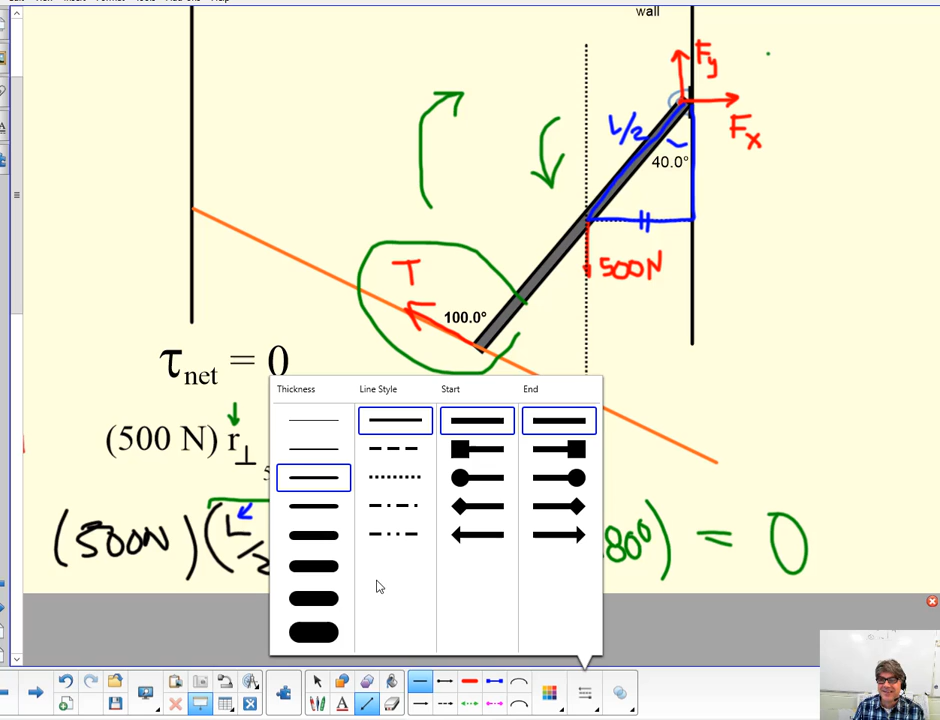 wall
Fy
Fx
L/2
40.0°
500N
T
100.0°
τnet = 0
(500 N) r⊥
Thickness Line Style Start End
(500N)(L/2 80°) = 0
A